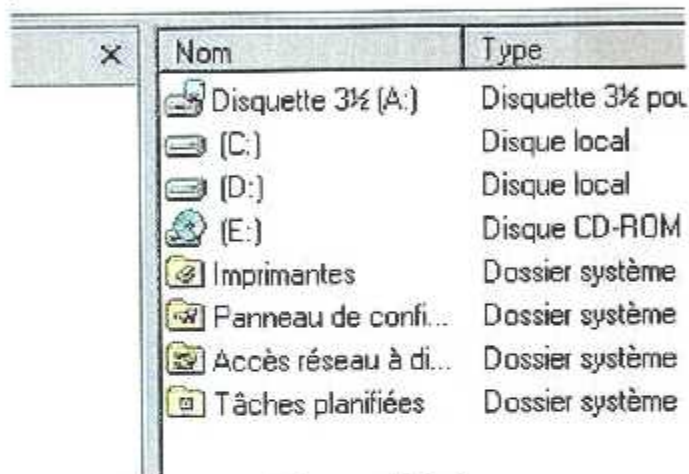 Nom Type
Disquette 3½ (A:) Disquette 3½ pou
(C:) Disque local
(D:) Disque local
(E:) Disque CD-ROM
Imprimantes Dossier système
Panneau de confi... Dossier système
Accès réseau à di... Dossier système
Tâches planifiées Dossier système